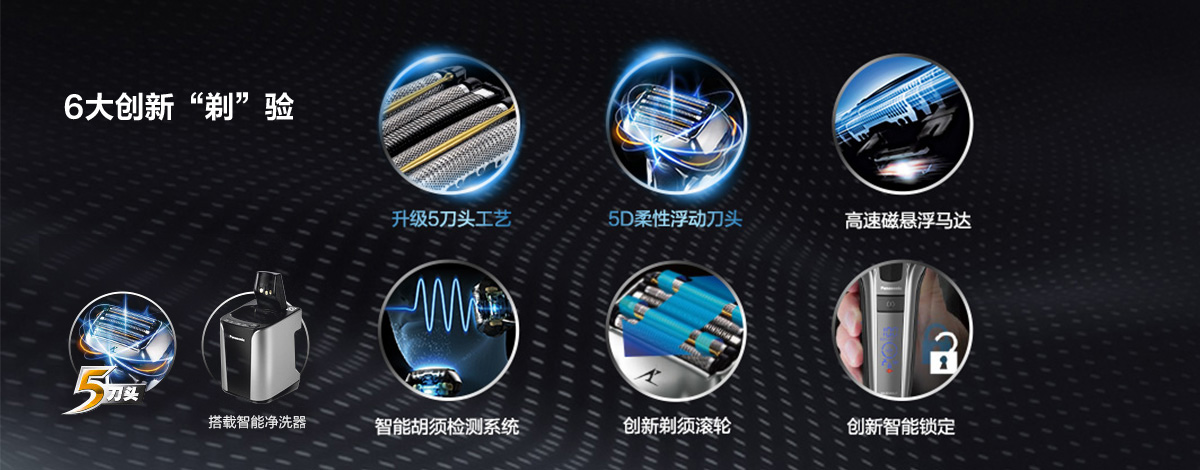 6大创新“剃”验
升级5刀头工艺
5D柔性浮动刀头
高速磁悬浮马达
5刀头
Panasonic
搭载智能净洗器
智能胡须检测系统
创新剃须滚轮
Panasonic
创新智能锁定